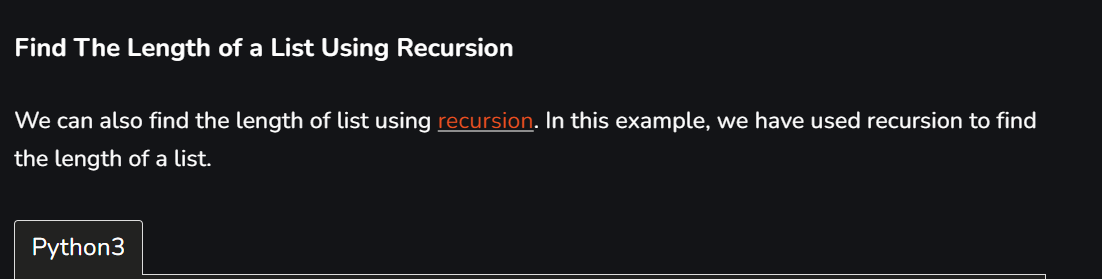 Find The Length of a List Using Recursion
We can also find the length of list using recursion. In this example, we have used recursion to find
the length of a list.
Python3